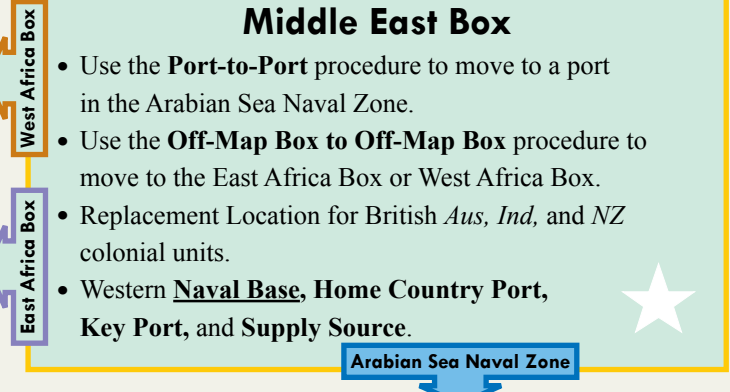 Middle East Box
• Use the Port-to-Port procedure to move to a port
in the Arabian Sea Naval Zone.
• Use the Off-Map Box to Off-Map Box procedure to
move to the East Africa Box or West Africa Box.
• Replacement Location for British Aus, Ind, and NZ
colonial units.
• Western Naval Base, Home Country Port,
Key Port, and Supply Source.
West Africa Box
East Africa Box
Arabian Sea Naval Zone